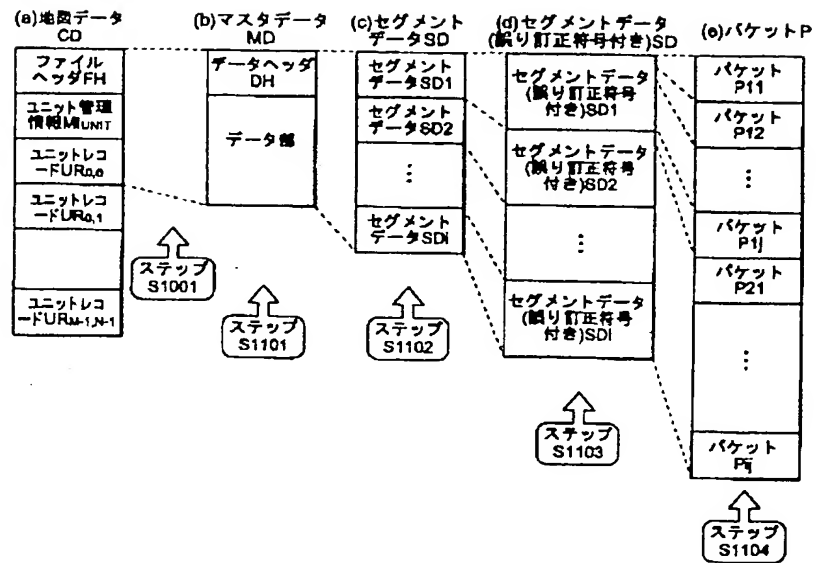 (a)地図データ
CD
ファイル
ヘッダFH
ユニット管理
情報MIUNIT
ユニットレコ
ードUR0,0
ユニットレコ
ードUR0,1
ユニットレコ
ードURM-1,N-1
ステップ
S1001
(b)マスタデータ
MD
データヘッダ
DH
データ部
ステップ
S1101
(c)セグメント
データSD
セグメント
データSD1
セグメント
データSD2
⋮
セグメント
データSDi
ステップ
S1102
(d)セグメントデータ
(誤り訂正符号付き)SD
セグメントデータ
(誤り訂正符号
付き)SD1
セグメントデータ
(誤り訂正符号
付き)SD2
⋮
セグメントデータ
(誤り訂正符号
付き)SDi
ステップ
S1103
(e)パケットP
パケット
P11
パケット
P12
⋮
パケット
P1j
パケット
P21
⋮
パケット
Pij
ステップ
S1104